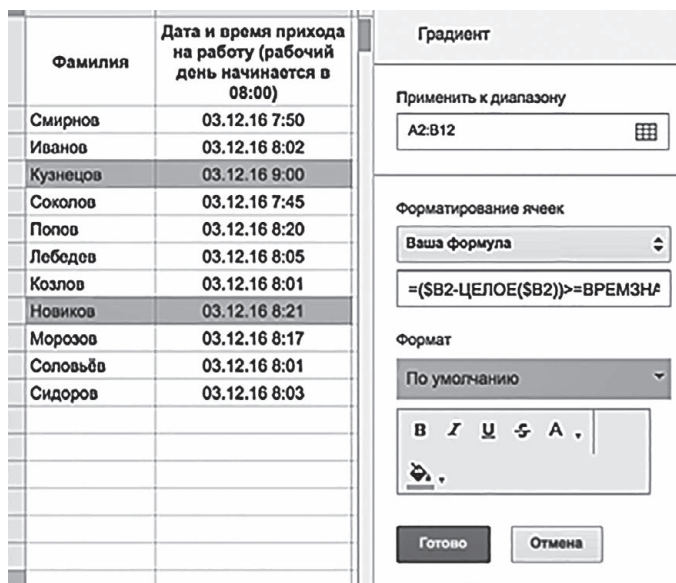 Фамилия
Дата и время прихода
на работу (рабочий
день начинается в
08:00)
Смирнов 03.12.16 7:50
Иванов 03.12.16 8:02
Кузнецов 03.12.16 9:00
Соколов 03.12.16 7:45
Попов 03.12.16 8:20
Лебедев 03.12.16 8:05
Козлов 03.12.16 8:01
Новиков 03.12.16 8:21
Морозов 03.12.16 8:17
Соловьёв 03.12.16 8:01
Сидоров 03.12.16 8:03
Градиент
Применить к диапазону
A2:B12
Форматирование ячеек
Ваша формула
=($B2-ЦЕЛОЕ($B2))>=ВРЕМЗНА
Формат
По умолчанию
B I U S A
Готово Отмена